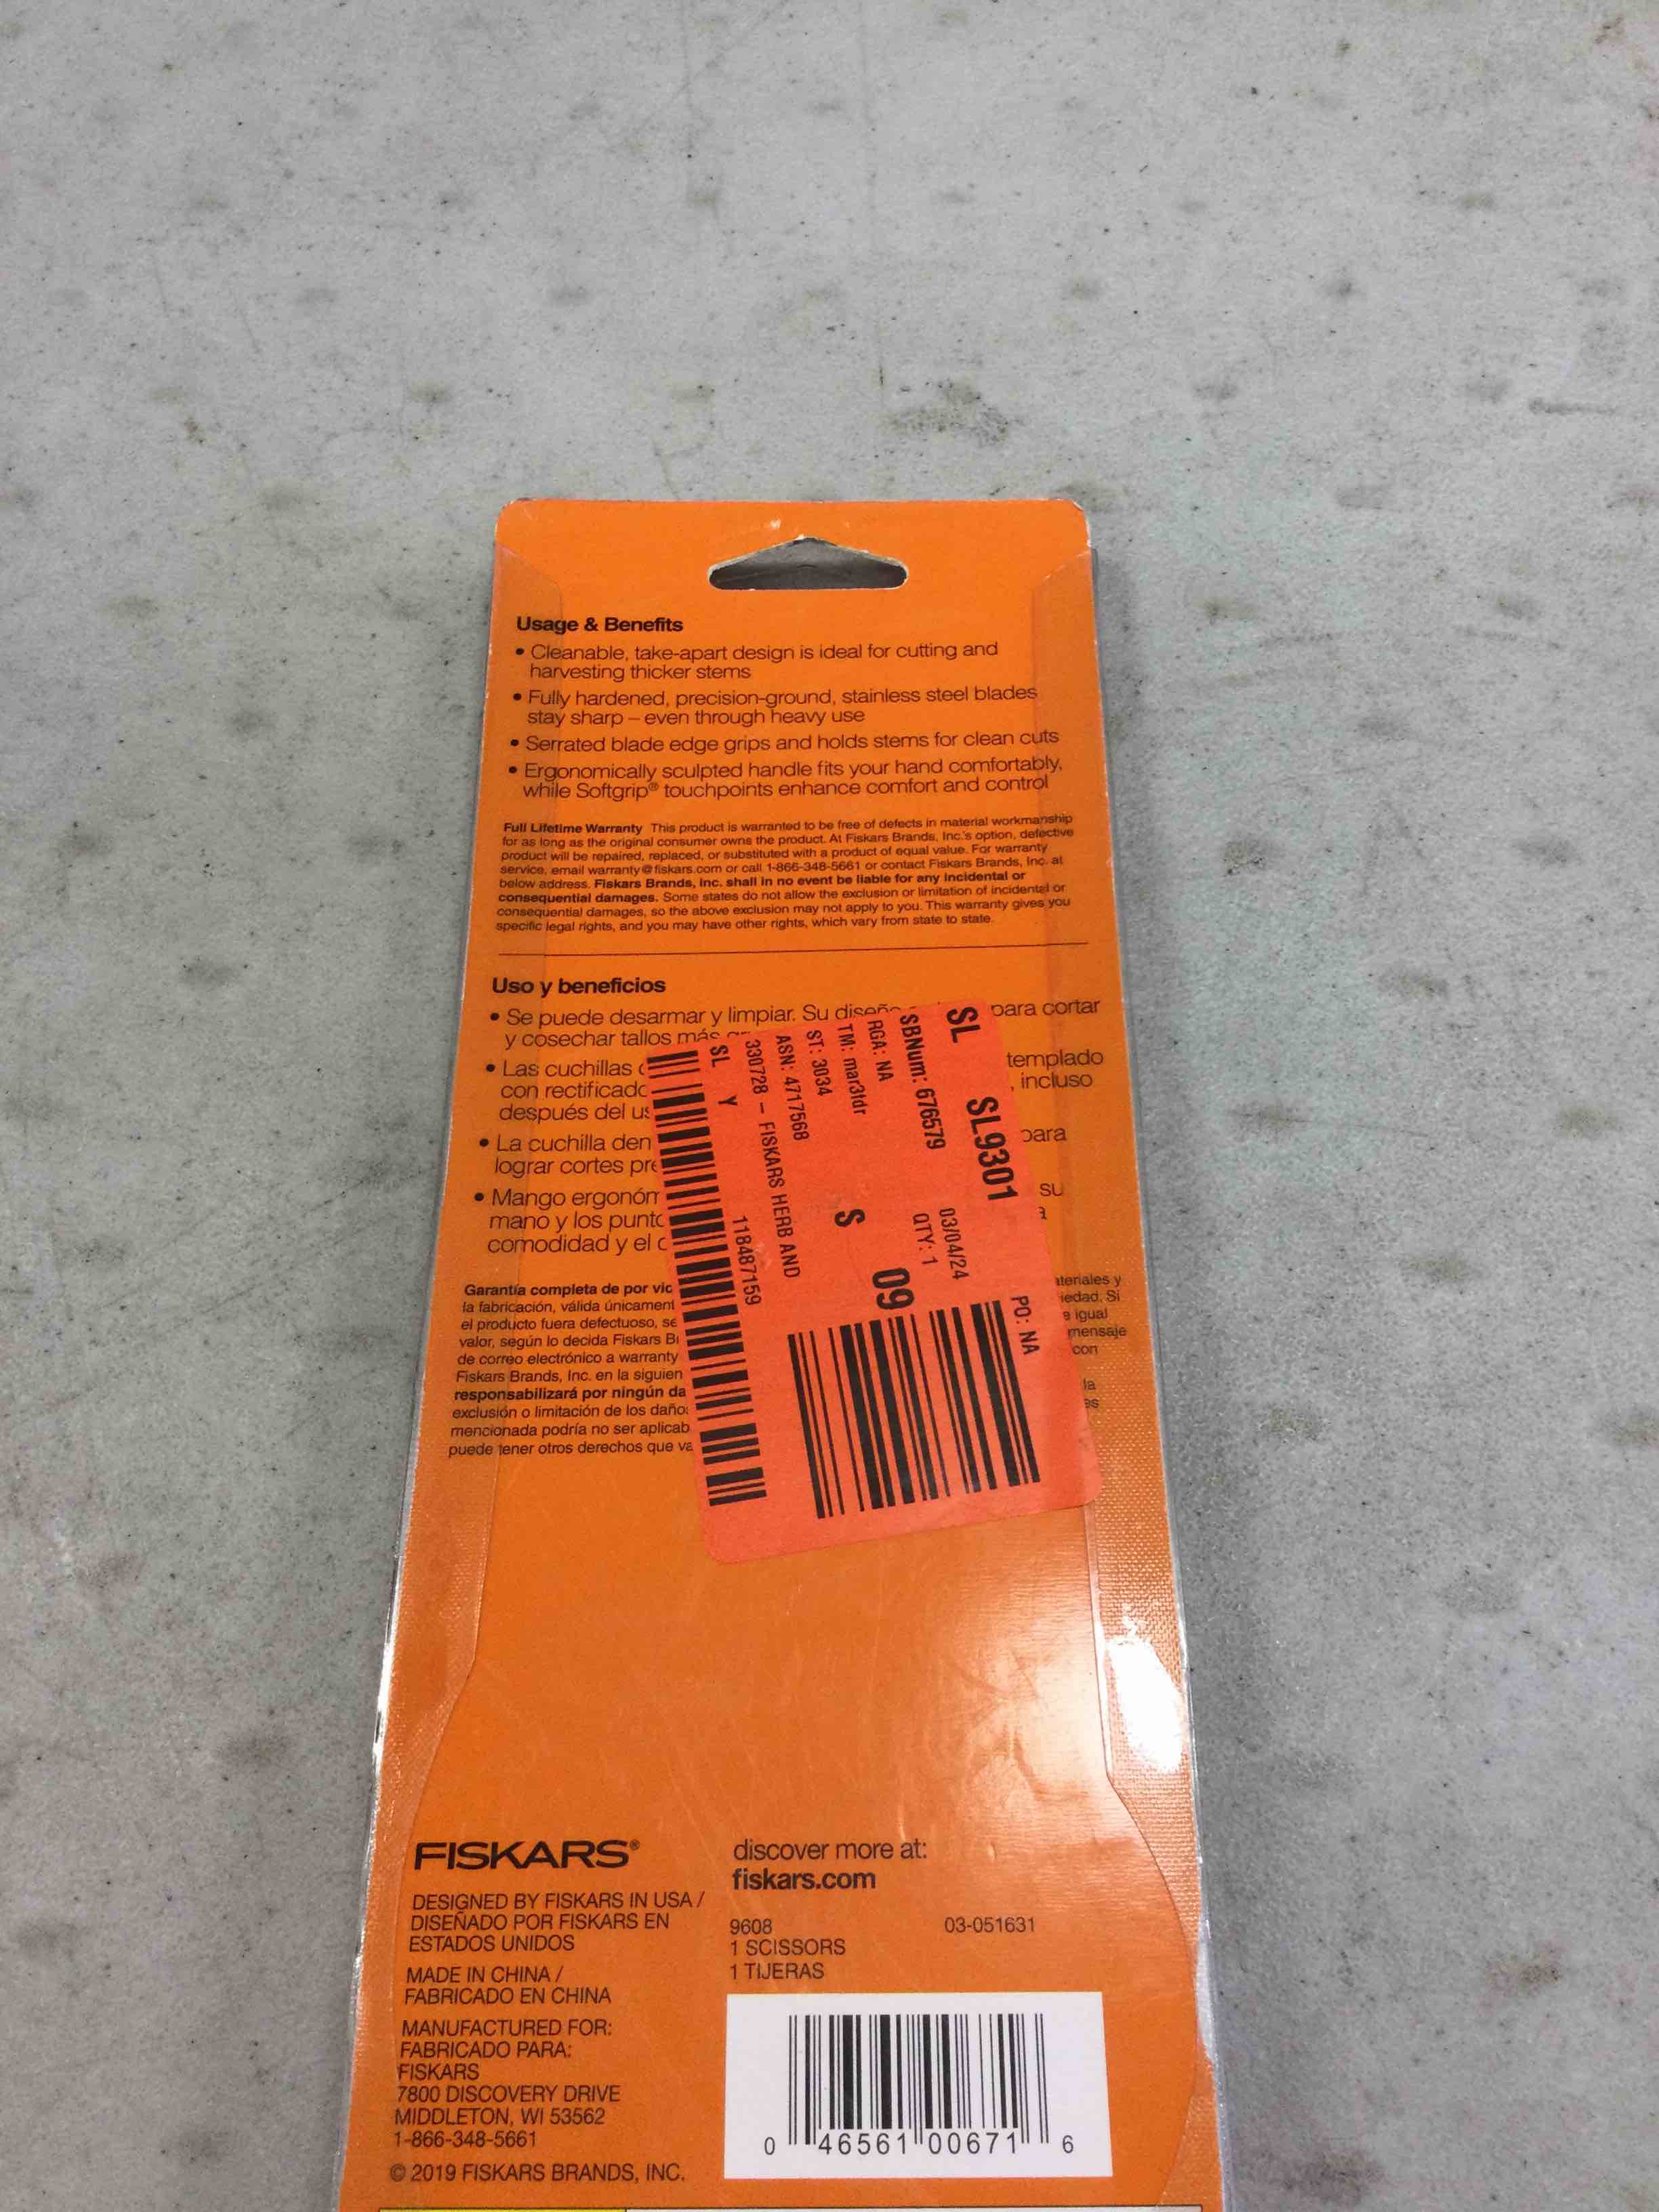 Usage & Benefits
• Cleanable, take-apart design is ideal for cutting and
harvesting thicker stems
• Fully hardened, precision-ground, stainless steel blades
stay sharp – even through heavy use
• Serrated blade edge grips and holds stems for clean cuts
• Ergonomically sculpted handle fits your hand comfortably,
while Softgrip® touchpoints enhance comfort and control
Full Lifetime Warranty This product is warranted to be free of defects in material workmanship
for as long as the original consumer owns the product. At Fiskars Brands, Inc.'s option, defective
product will be repaired, replaced, or substituted with a product of equal value. For warranty
service, email warranty@fiskars.com or call 1-866-348-5661 or contact Fiskars Brands, Inc. at
below address. Fiskars Brands, Inc. shall in no event be liable for any incidental or
consequential damages. Some states do not allow the exclusion or limitation of incidental or
consequential damages, so the above exclusion may not apply to you. This warranty gives you
specific legal rights, and you may have other rights, which vary from state to state.
Uso y beneficios
• Se puede desarmar y limpiar. Su diseño para cortar
y cosechar tallos más
• Las cuchillas templado
con rectificado , incluso
después del
• La cuchilla para
lograr cortes
• Mango su
mano y los
comodidad y el
Garantía completa de por materiales y
la fabricación, válida Si
el producto fuera defectuoso, igual
valor, según lo decida Fiskars mensaje
de correo electrónico a warranty con
Fiskars Brands, Inc. en la
responsabilizará por ningún la
exclusión o limitación de los
mencionada podría no ser
puede tener otros derechos que
SL SL9301 PO: NA
SBNum: 676579 03/04/24
RGA: NA QTY: 1
TM: mar3fdr 09
ST: 3034 S
ASN: 4717568
330728 – FISKARS HERB AND
SL Y 118487159
FISKARS®
DESIGNED BY FISKARS IN USA /
DISEÑADO POR FISKARS EN
ESTADOS UNIDOS
MADE IN CHINA /
FABRICADO EN CHINA
MANUFACTURED FOR:
FABRICADO PARA:
FISKARS
7800 DISCOVERY DRIVE
MIDDLETON, WI 53562
1-866-348-5661
© 2019 FISKARS BRANDS, INC.
discover more at:
fiskars.com
9608 03-051631
1 SCISSORS
1 TIJERAS
0 46561 00671 6